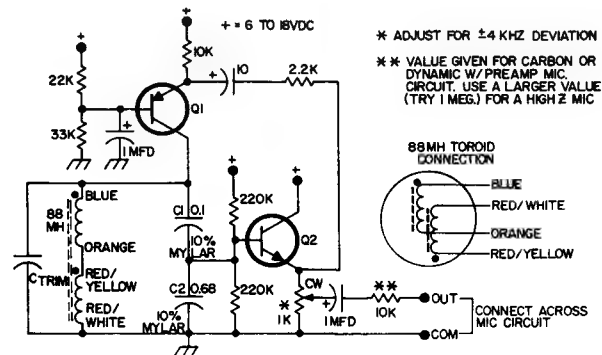 +
+
+ = 6 TO 18VDC
10K
22K
10
2.2K
+
Q1
33K
+
1MFD
* ADJUST FOR ±4 KHZ DEVIATION
** VALUE GIVEN FOR CARBON OR
DYNAMIC W/PREAMP MIC.
CIRCUIT. USE A LARGER VALUE
(TRY 1 MEG.) FOR A HIGH Z MIC
88MH TOROID
CONNECTION
BLUE
RED/WHITE
ORANGE
RED/YELLOW
+
+
BLUE
88
MH
ORANGE
RED/
YELLOW
RED/
WHITE
CTRIM
C1 0.1
10%
MYLAR
220K
Q2
C2 0.68
10%
MYLAR
220K
CW
*
1K
+
1MFD
**
10K
OUT
COM
CONNECT ACROSS
MIC CIRCUIT